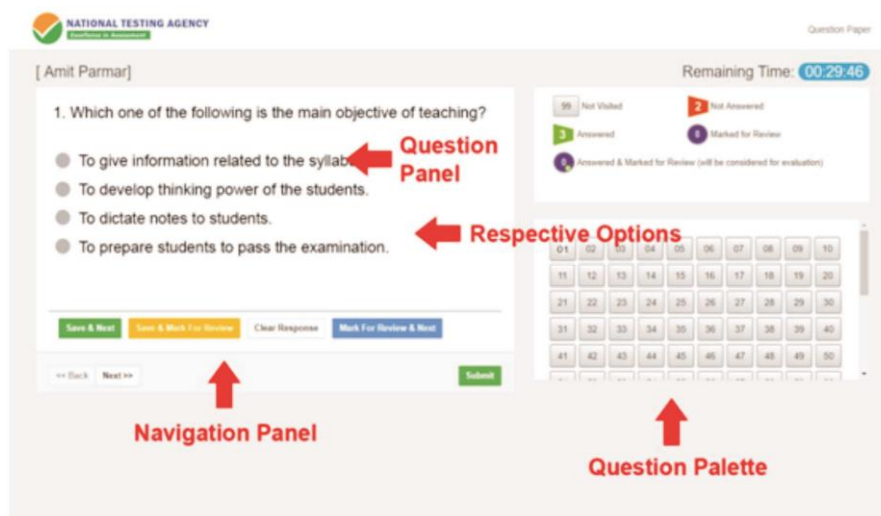 NATIONAL TESTING AGENCY
Excellence in Assessment
Question Paper
[ Amit Parmar]
Remaining Time: 00:29:46
1. Which one of the following is the main objective of teaching?
To give information related to the syllab
To develop thinking power of the students.
To dictate notes to students.
To prepare students to pass the examination.
Question
Panel
Respective Options
Save & Next
Save & Mark For Review
Clear Response
Mark For Review & Next
<< Back
Next >>
Submit
Navigation Panel
99 Not Visited
2 Not Answered
3 Answered
0 Marked for Review
0 Answered & Marked for Review (will be considered for evaluation)
01 02 03 04 05 06 07 08 09 10
11 12 13 14 15 16 17 18 19 20
21 22 23 24 25 26 27 28 29 30
31 32 33 34 35 36 37 38 39 40
41 42 43 44 45 46 47 48 49 50
Question Palette